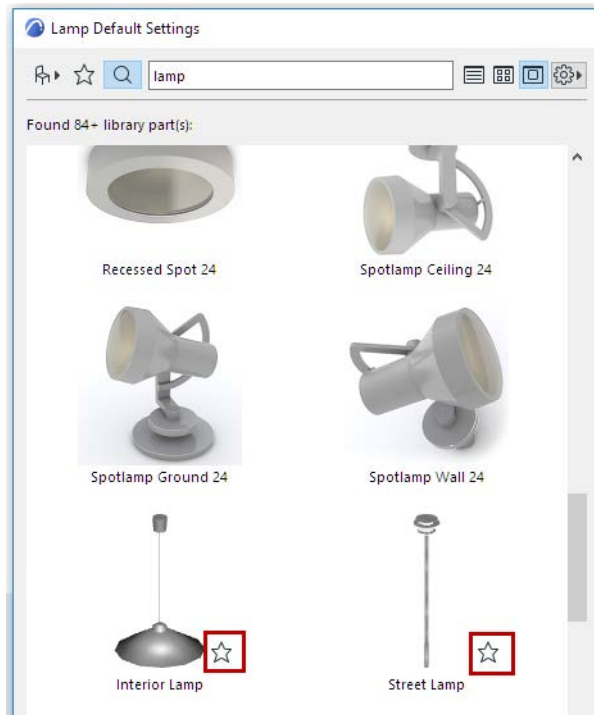 Lamp Default Settings
lamp
Found 84+ library part(s):
Recessed Spot 24
Spotlamp Ceiling 24
Spotlamp Ground 24
Spotlamp Wall 24
Interior Lamp
Street Lamp